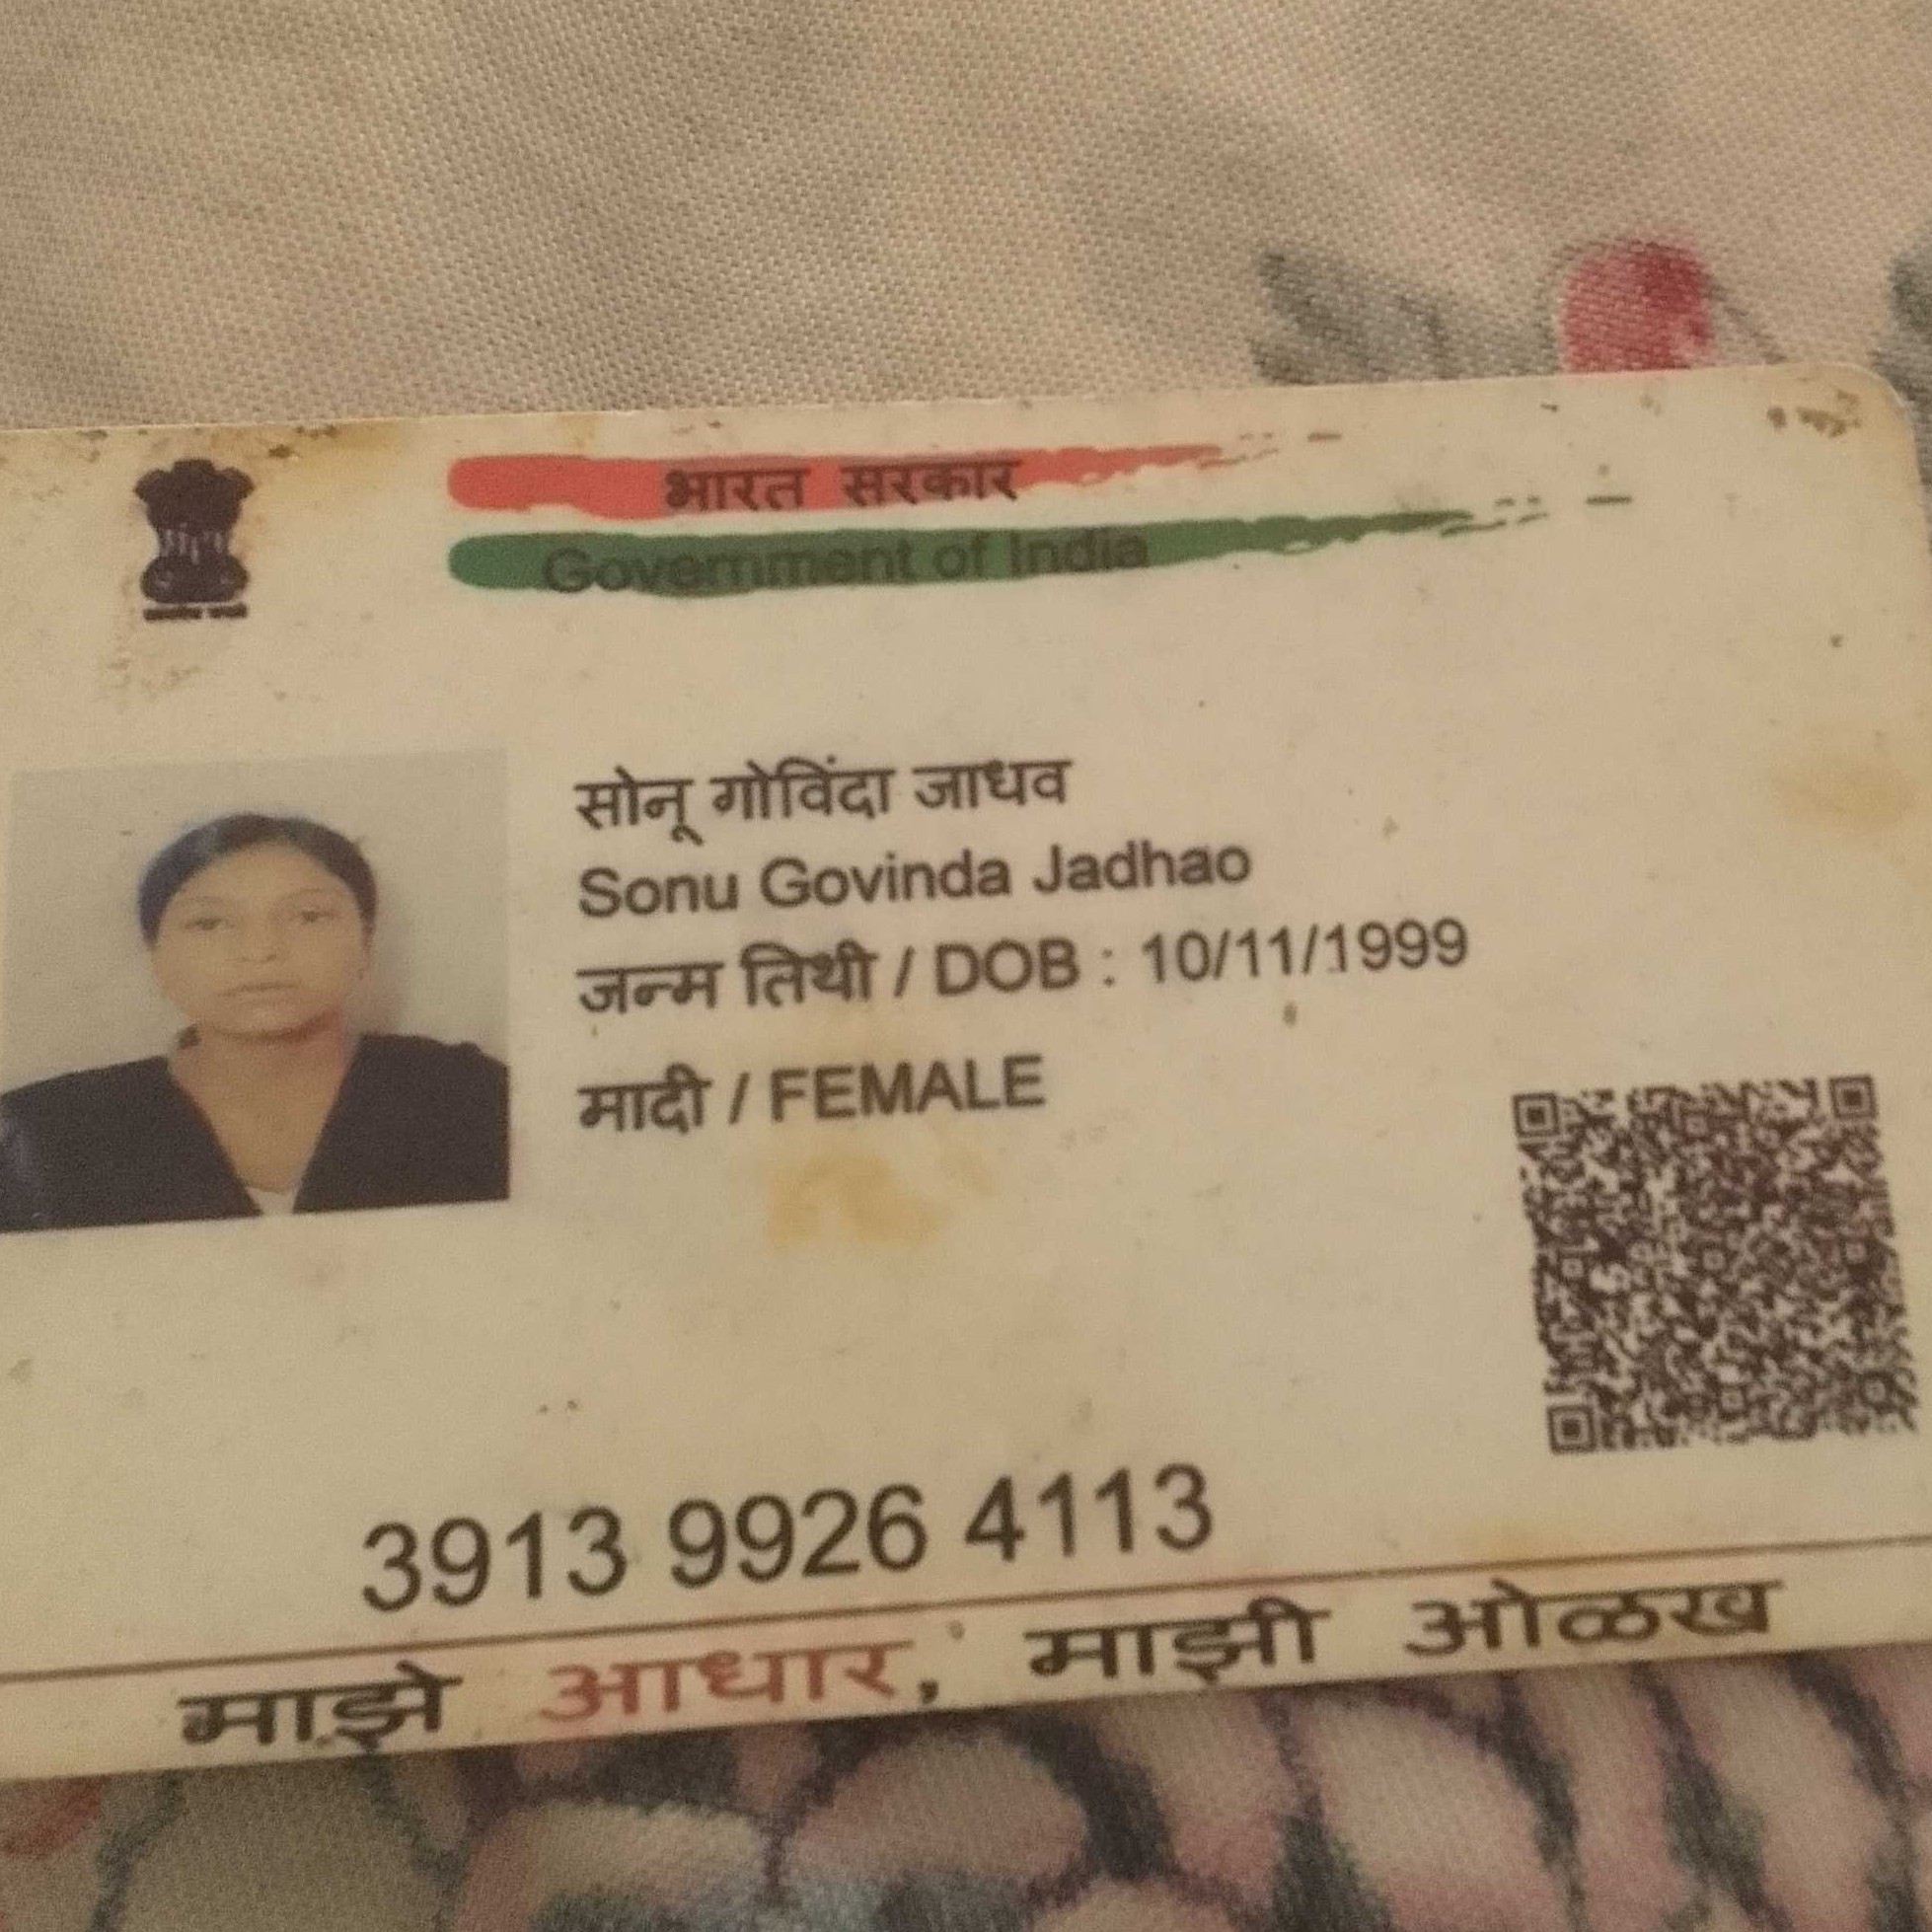 भारत सरकार
Government of India
सोनू गोविंदा जाधव
Sonu Govinda Jadhao
जन्म तिथी / DOB : 10/11/1999
मादी / FEMALE
3913 9926 4113
माझे आधार, माझी ओळख